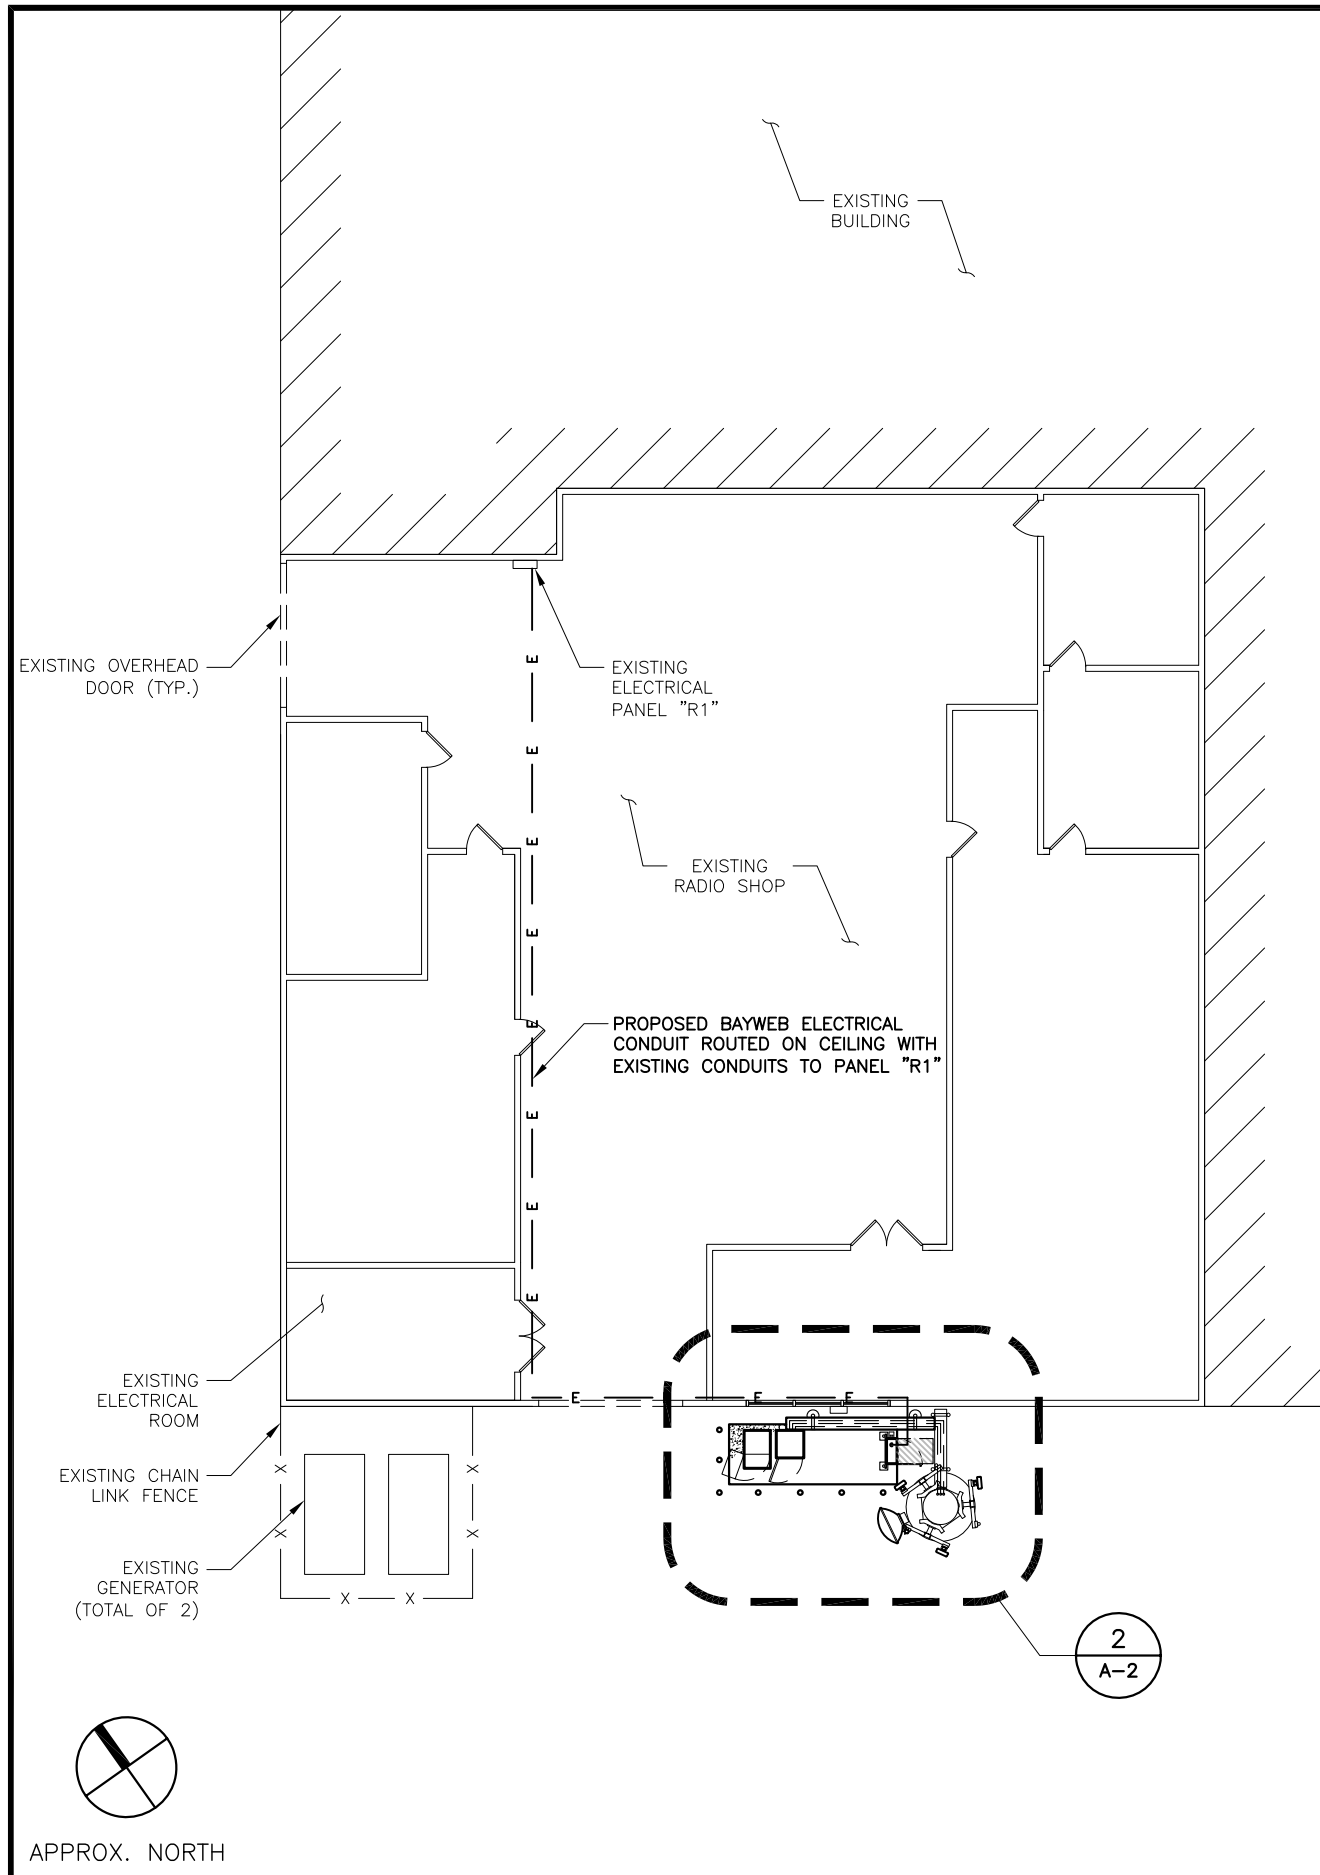 EXISTING
BUILDING
EXISTING OVERHEAD
DOOR (TYP.)
EXISTING
ELECTRICAL
PANEL "R1"
E
E
E
E
E
E
E
E
EXISTING
RADIO SHOP
PROPOSED BAYWEB ELECTRICAL
CONDUIT ROUTED ON CEILING WITH
EXISTING CONDUITS TO PANEL "R1"
EXISTING
ELECTRICAL
ROOM
E E E
EXISTING CHAIN
LINK FENCE
X X
X X
X X
EXISTING
GENERATOR
(TOTAL OF 2)
2
A-2
APPROX. NORTH